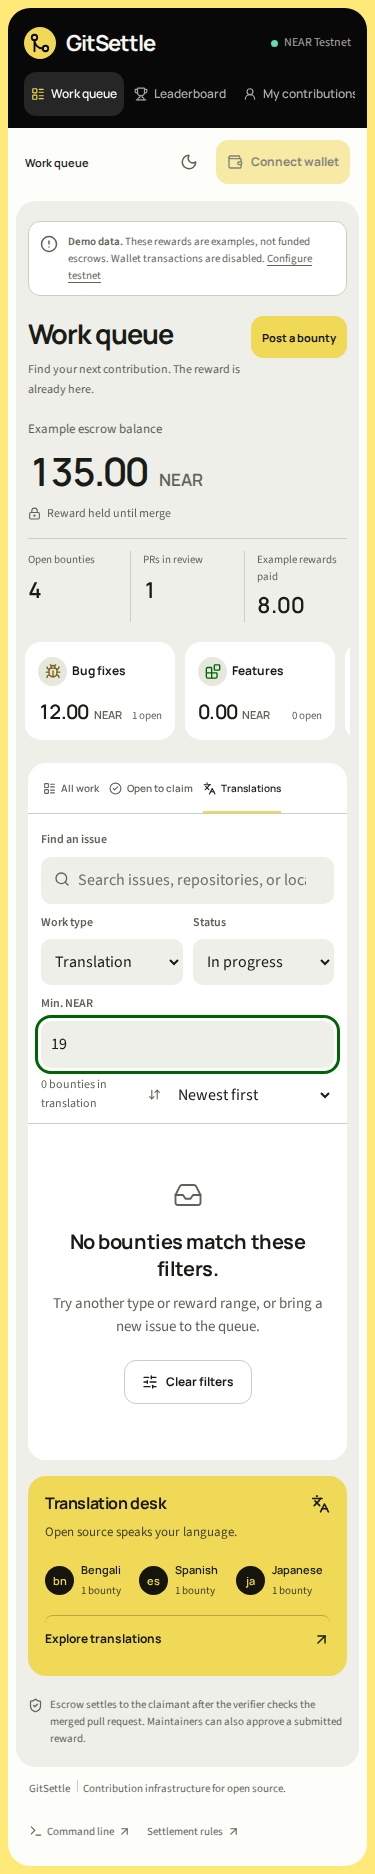 GitSettle
NEAR Testnet
Work queue
Leaderboard
My contributions
Work queue
Connect wallet
Demo data. These rewards are examples, not funded
escrows. Wallet transactions are disabled. Configure
testnet
Work queue
Post a bounty
Find your next contribution. The reward is
already here.
Example escrow balance
135.00 NEAR
Reward held until merge
Open bounties
4
PRs in review
1
Example rewards
paid
8.00
Bug fixes
12.00 NEAR 1 open
Features
0.00 NEAR 0 open
All work
Open to claim
Translations
Find an issue
Search issues, repositories, or loca
Work type
Status
Translation
In progress
Min. NEAR
19
0 bounties in
translation
Newest first
No bounties match these
filters.
Try another type or reward range, or bring a
new issue to the queue.
Clear filters
Translation desk
Open source speaks your language.
bn
Bengali
1 bounty
es
Spanish
1 bounty
ja
Japanese
1 bounty
Explore translations
Escrow settles to the claimant after the verifier checks the
merged pull request. Maintainers can also approve a submitted
reward.
GitSettle
Contribution infrastructure for open source.
Command line
Settlement rules